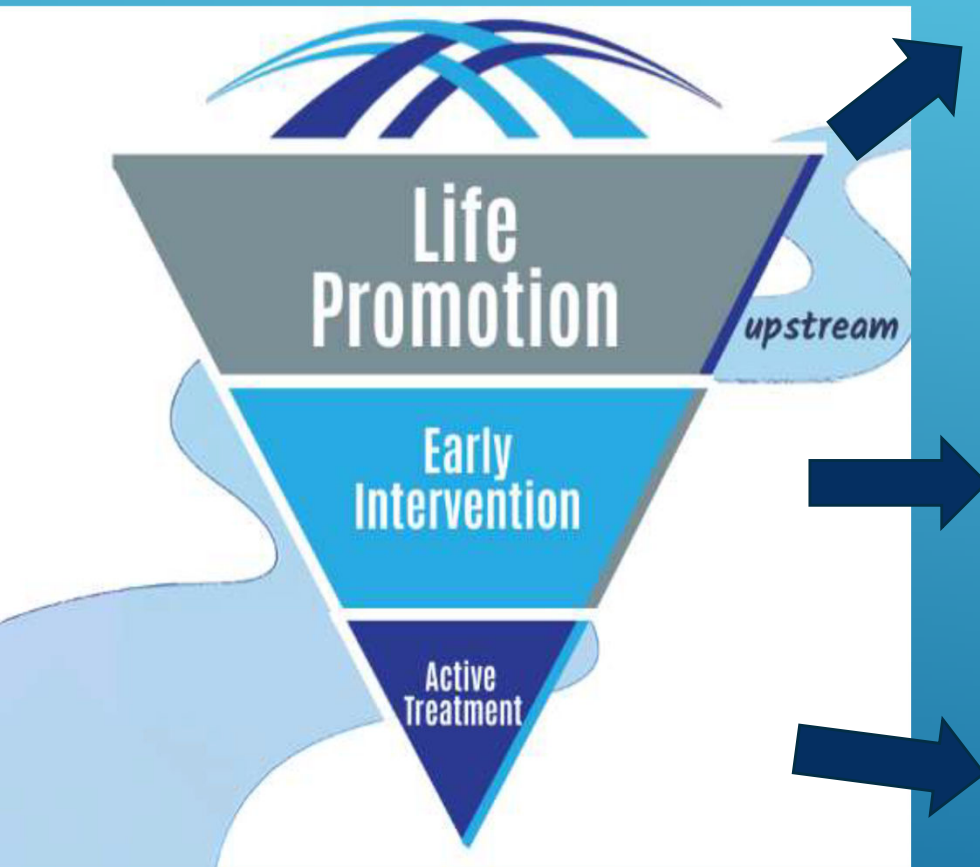 Life
Promotion
upstream
Early
Intervention
Active
Treatment